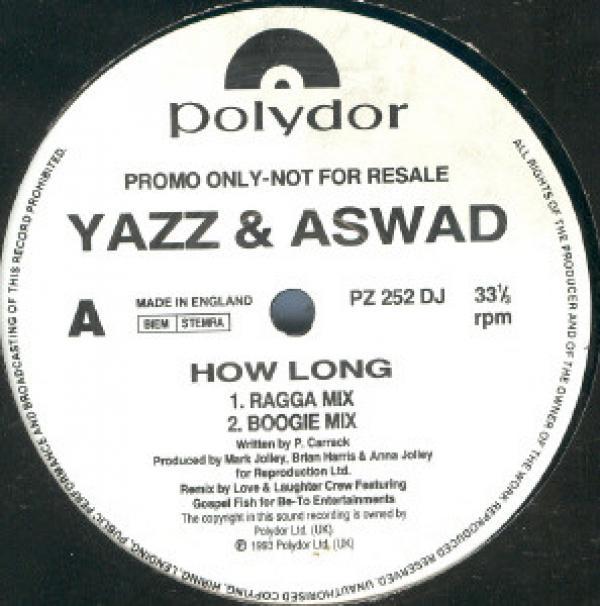 polydor
PROMO ONLY-NOT FOR RESALE
YAZZ & ASWAD
A
MADE IN ENGLAND
BIEM STEMRA
PZ 252 DJ
33⅓
rpm
HOW LONG
1. RAGGA MIX
2. BOOGIE MIX
Written by P. Carrack
Produced by Mark Jolley, Brian Harris & Anna Jolley
for Reproduction Ltd.
Remix by Love & Laughter Crew Featuring
Gospel Fish for Be-To Entertainments
The copyright in this sound recording is owned by
Polydor Ltd. (UK)
℗ 1993 Polydor Ltd. (UK)
ALL RIGHTS OF THE PRODUCER AND OF THE OWNER OF THE WORK REPRODUCED RESERVED. UNAUTHORISED COPYING, HIRING, LENDING, PUBLIC PERFORMANCE AND BROADCASTING OF THIS RECORD PROHIBITED.